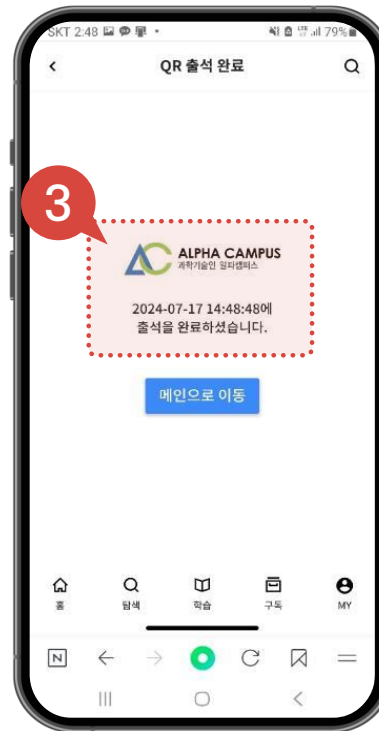 SKT 2:48
79%
QR 출석 완료
3
AC ALPHA CAMPUS
과학기술인 알파캠퍼스
2024-07-17 14:48:48에
출석을 완료하셨습니다.
메인으로 이동
홈
탐색
학습
구독
MY
N